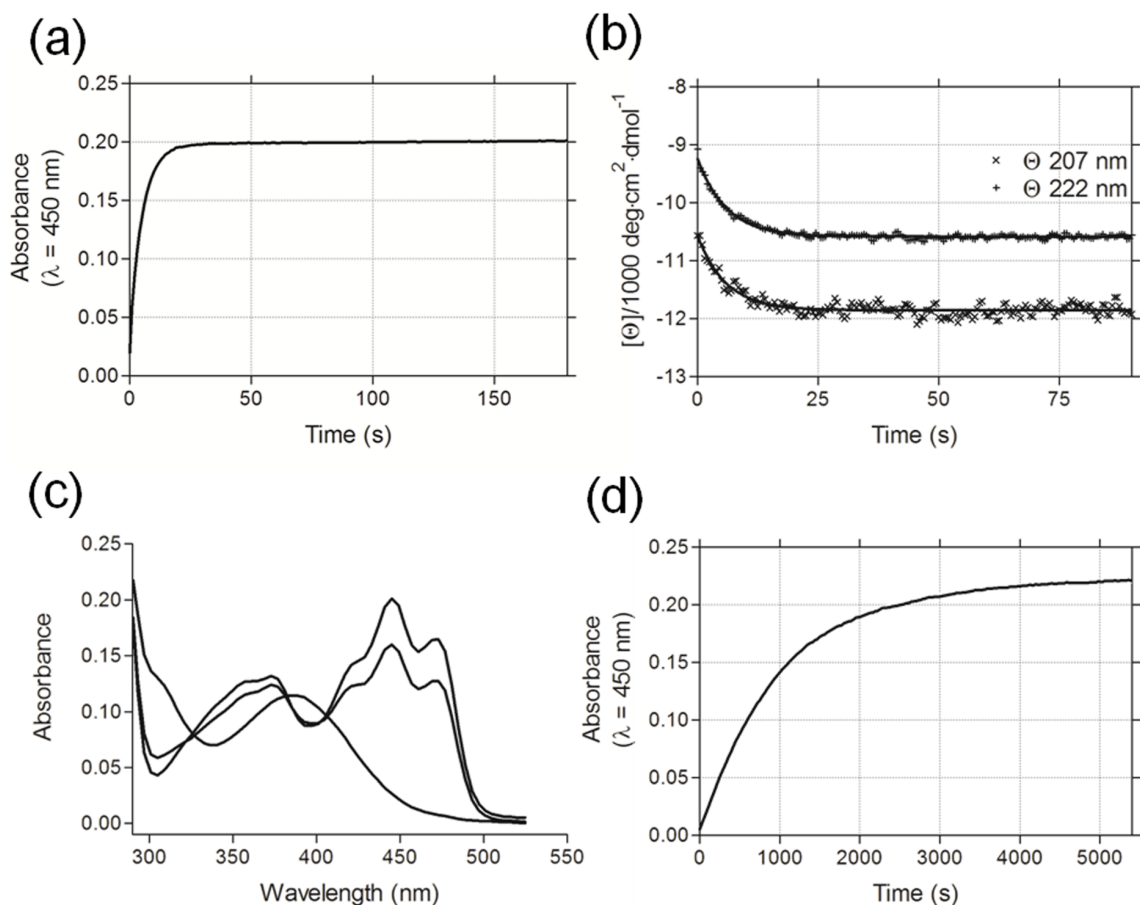 (a)
0.25
0.20
0.15
0.10
0.05
0.00
Absorbance
(λ = 450 nm)
0 50 100 150
Time (s)
(b)
-8
-9
-10
-11
-12
-13
[Θ]/1000 deg·cm²·dmol⁻¹
× Θ 207 nm
+ Θ 222 nm
0 25 50 75
Time (s)
(c)
0.25
0.20
0.15
0.10
0.05
0.00
Absorbance
300 350 400 450 500 550
Wavelength (nm)
(d)
0.25
0.20
0.15
0.10
0.05
0.00
Absorbance
(λ = 450 nm)
0 1000 2000 3000 4000 5000
Time (s)